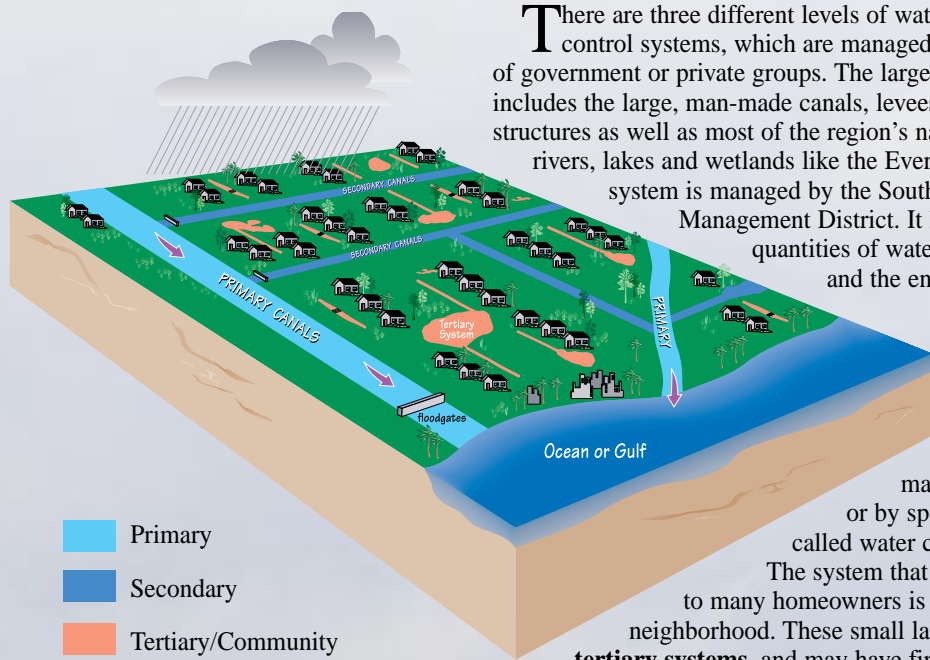 There are three different levels of wat
control systems, which are managed
of government or private groups. The large
includes the large, man-made canals, levees
structures as well as most of the region's na
rivers, lakes and wetlands like the Ever
system is managed by the South
Management District. It
quantities of wate
and the en
SECONDARY CANALS
SECONDARY CANALS
PRIMARY CANALS
PRIMARY
Tertiary
System
floodgates
Ocean or Gulf
ma
or by sp
called water c
The system that
to many homeowners is
neighborhood. These small la
tertiary systems, and may have fin
Primary
Secondary
Tertiary/Community